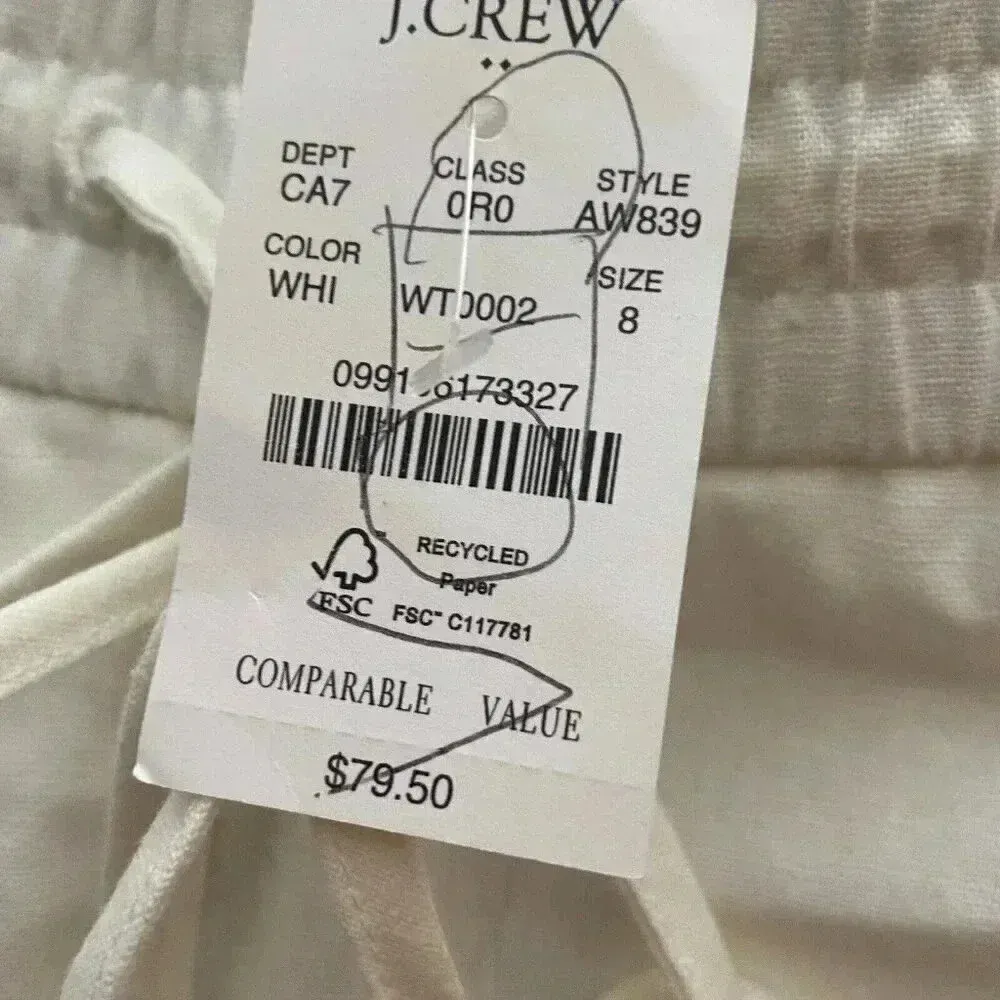 J.CREW
DEPT CLASS STYLE
CA7 0R0 AW839
COLOR SIZE
WHI WT0002 8
RECYCLED
Paper
FSC FSC™ C117781
COMPARABLE VALUE
$79.50